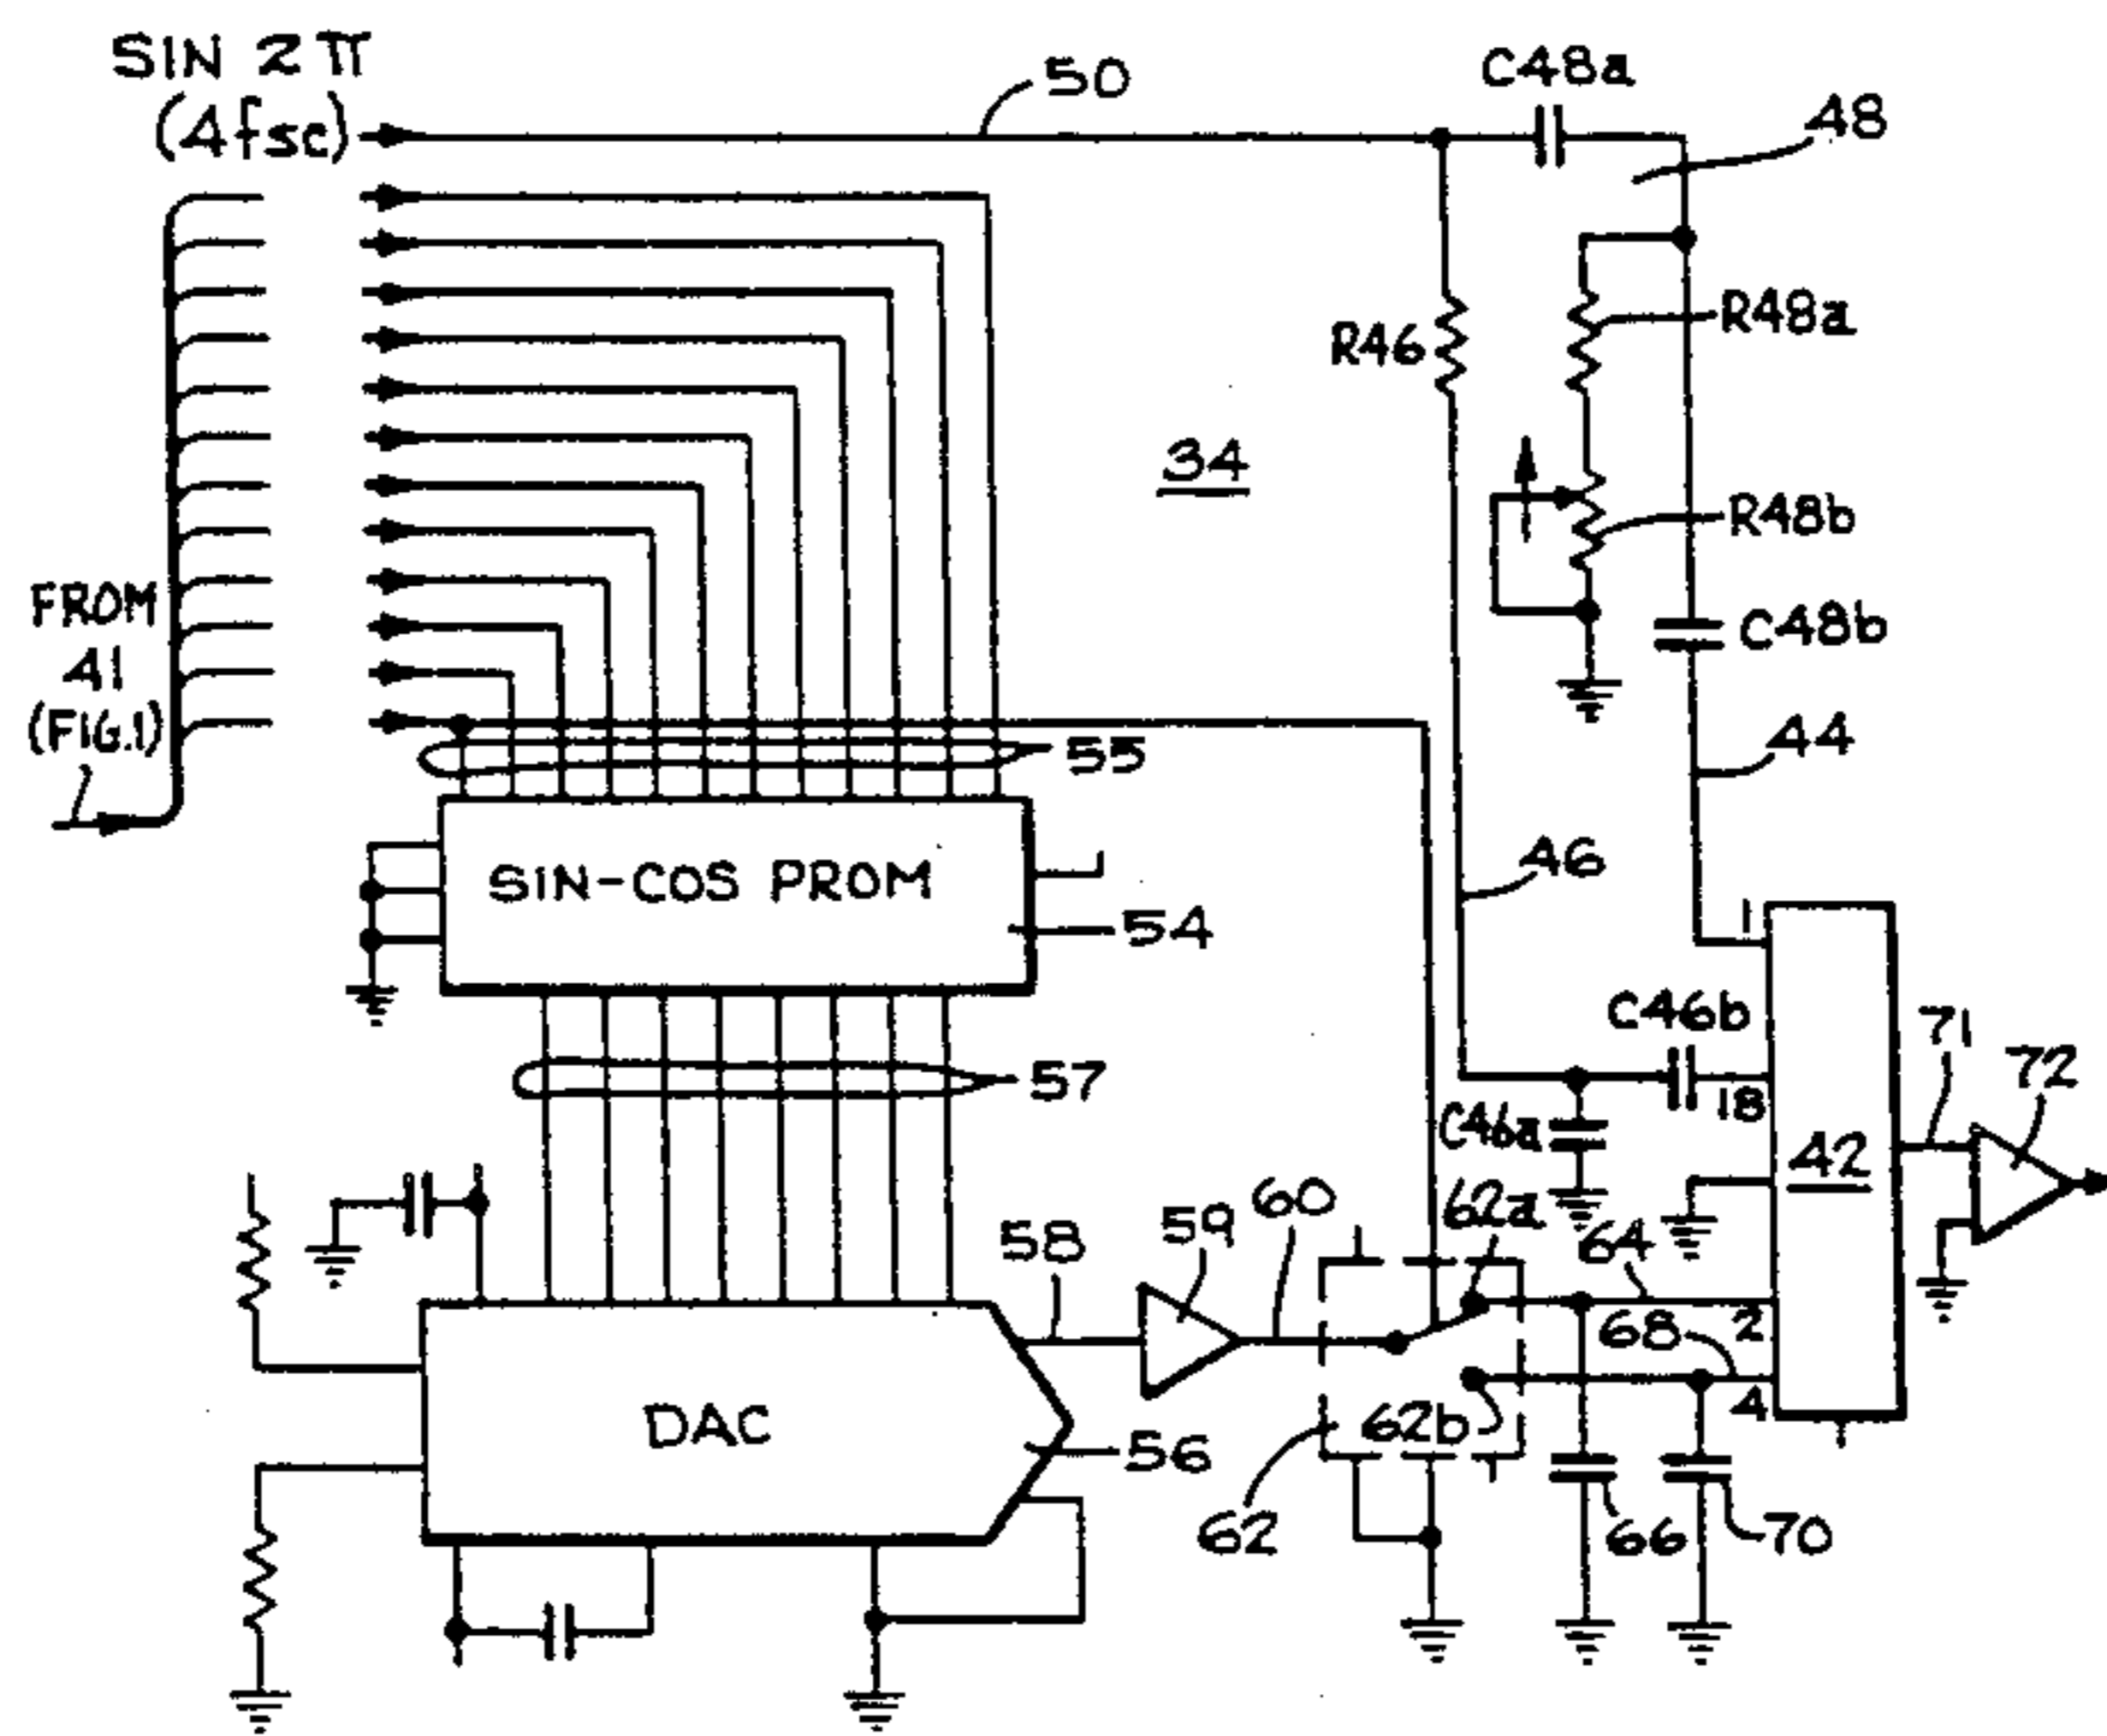 SIN 2π
(4fsc)
50
C48a
48
R46
R48a
34
R48b
FROM
41
(FIG.1)
C48b
55
44
46
SIN-COS PROM
54
1
C46b
57
18
71
72
C46a
42
58
59
60
62a
64
2
68
DAC
56
62b
4
62
66
70